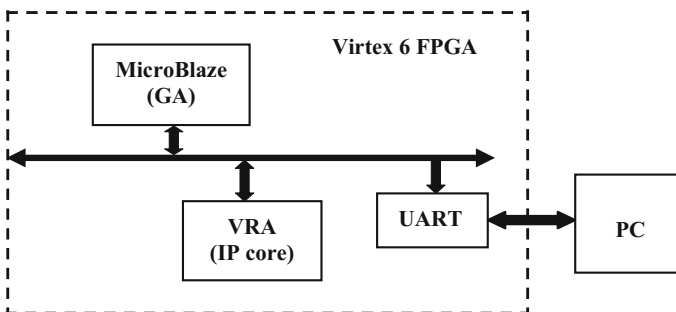 Virtex 6 FPGA
MicroBlaze
(GA)
VRA
(IP core)
UART
PC